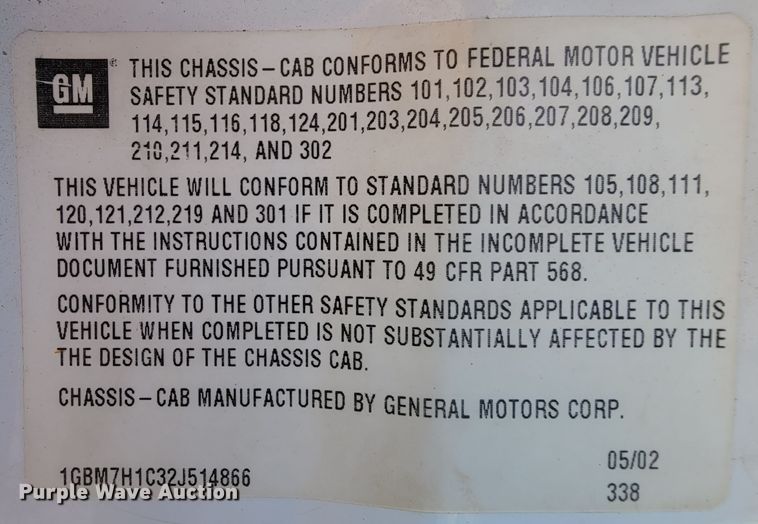 GM
THIS CHASSIS-CAB CONFORMS TO FEDERAL MOTOR VEHICLE
SAFETY STANDARD NUMBERS 101,102,103,104,106,107,113,
114,115,116,118,124,201,203,204,205,206,207,208,209,
210,211,214, AND 302
THIS VEHICLE WILL CONFORM TO STANDARD NUMBERS 105,108,111,
120,121,212,219 AND 301 IF IT IS COMPLETED IN ACCORDANCE
WITH THE INSTRUCTIONS CONTAINED IN THE INCOMPLETE VEHICLE
DOCUMENT FURNISHED PURSUANT TO 49 CFR PART 568.
CONFORMITY TO THE OTHER SAFETY STANDARDS APPLICABLE TO THIS
VEHICLE WHEN COMPLETED IS NOT SUBSTANTIALLY AFFECTED BY THE
THE DESIGN OF THE CHASSIS CAB.
CHASSIS-CAB MANUFACTURED BY GENERAL MOTORS CORP.
1GBM7H1C32J514866
05/02
338
Purple Wave Auction